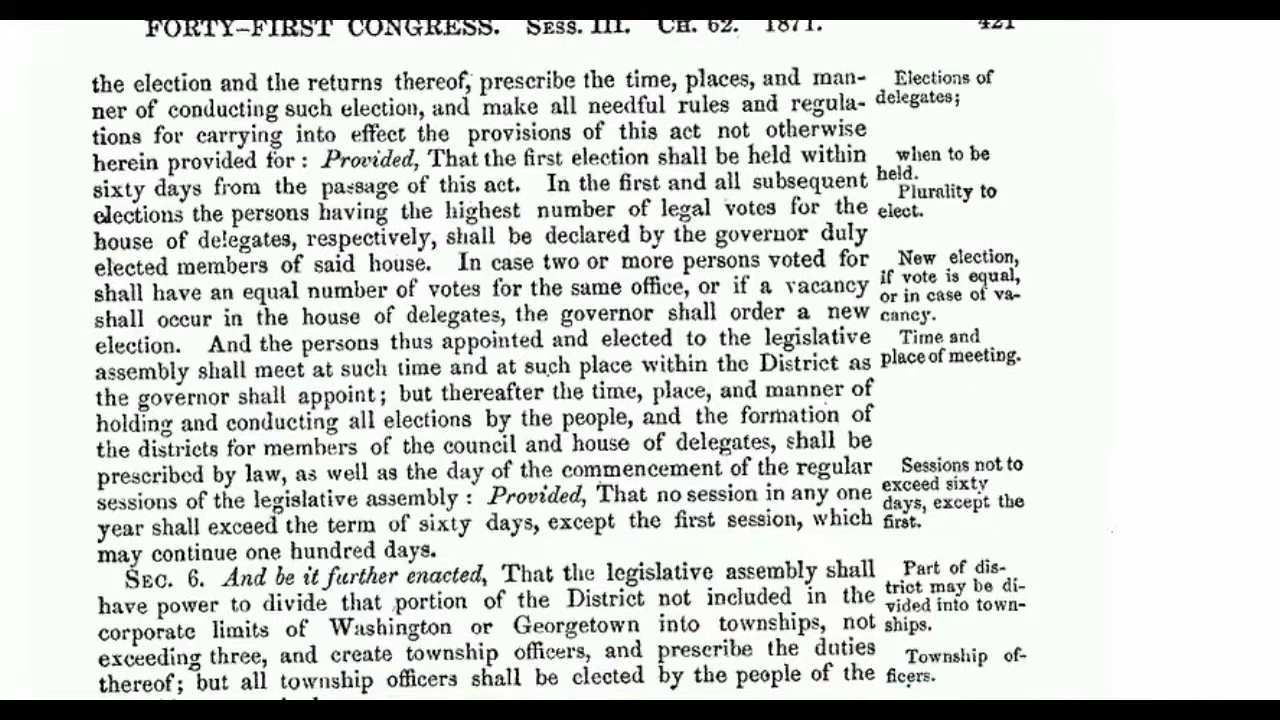 FORTY-FIRST CONGRESS. SESS. III. CH. 62. 1871. 421
the election and the returns thereof, prescribe the time, places, and man-
ner of conducting such election, and make all needful rules and regula-
tions for carrying into effect the provisions of this act not otherwise
herein provided for: Provided, That the first election shall be held within
sixty days from the passage of this act. In the first and all subsequent
elections the persons having the highest number of legal votes for the
house of delegates, respectively, shall be declared by the governor duly
elected members of said house. In case two or more persons voted for
shall have an equal number of votes for the same office, or if a vacancy
shall occur in the house of delegates, the governor shall order a new
election. And the persons thus appointed and elected to the legislative
assembly shall meet at such time and at such place within the District as
the governor shall appoint; but thereafter the time, place, and manner of
holding and conducting all elections by the people, and the formation of
the districts for members of the council and house of delegates, shall be
prescribed by law, as well as the day of the commencement of the regular
sessions of the legislative assembly: Provided, That no session in any one
year shall exceed the term of sixty days, except the first session, which
may continue one hundred days.
SEC. 6. And be it further enacted, That the legislative assembly shall
have power to divide that portion of the District not included in the
corporate limits of Washington or Georgetown into townships, not
exceeding three, and create township officers, and prescribe the duties
thereof; but all township officers shall be elected by the people of the
Elections of
delegates;
when to be
held.
Plurality to
elect.
New election,
if vote is equal,
or in case of va-
cancy.
Time and
place of meeting.
Sessions not to
exceed sixty
days, except the
first.
Part of dis-
trict may be di-
vided into town-
ships.
Township of-
ficers.